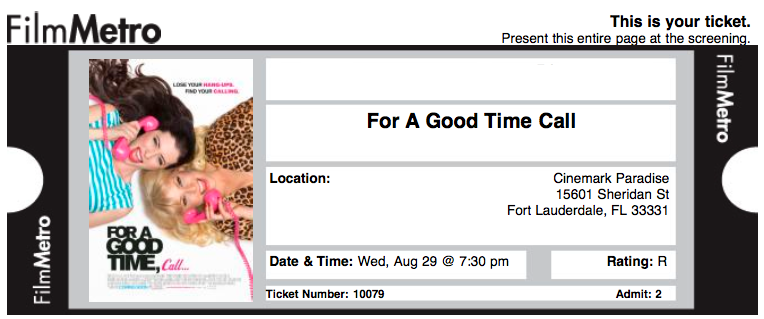 FilmMetro
This is your ticket.
Present this entire page at the screening.
FilmMetro
LOSE YOUR HANG-UPS.
FIND YOUR CALLING.
FOR A
GOOD
TIME,
Call...
For A Good Time Call
Location: Cinemark Paradise
15601 Sheridan St
Fort Lauderdale, FL 33331
Date & Time: Wed, Aug 29 @ 7:30 pm
Rating: R
Ticket Number: 10079
Admit: 2
FilmMetro